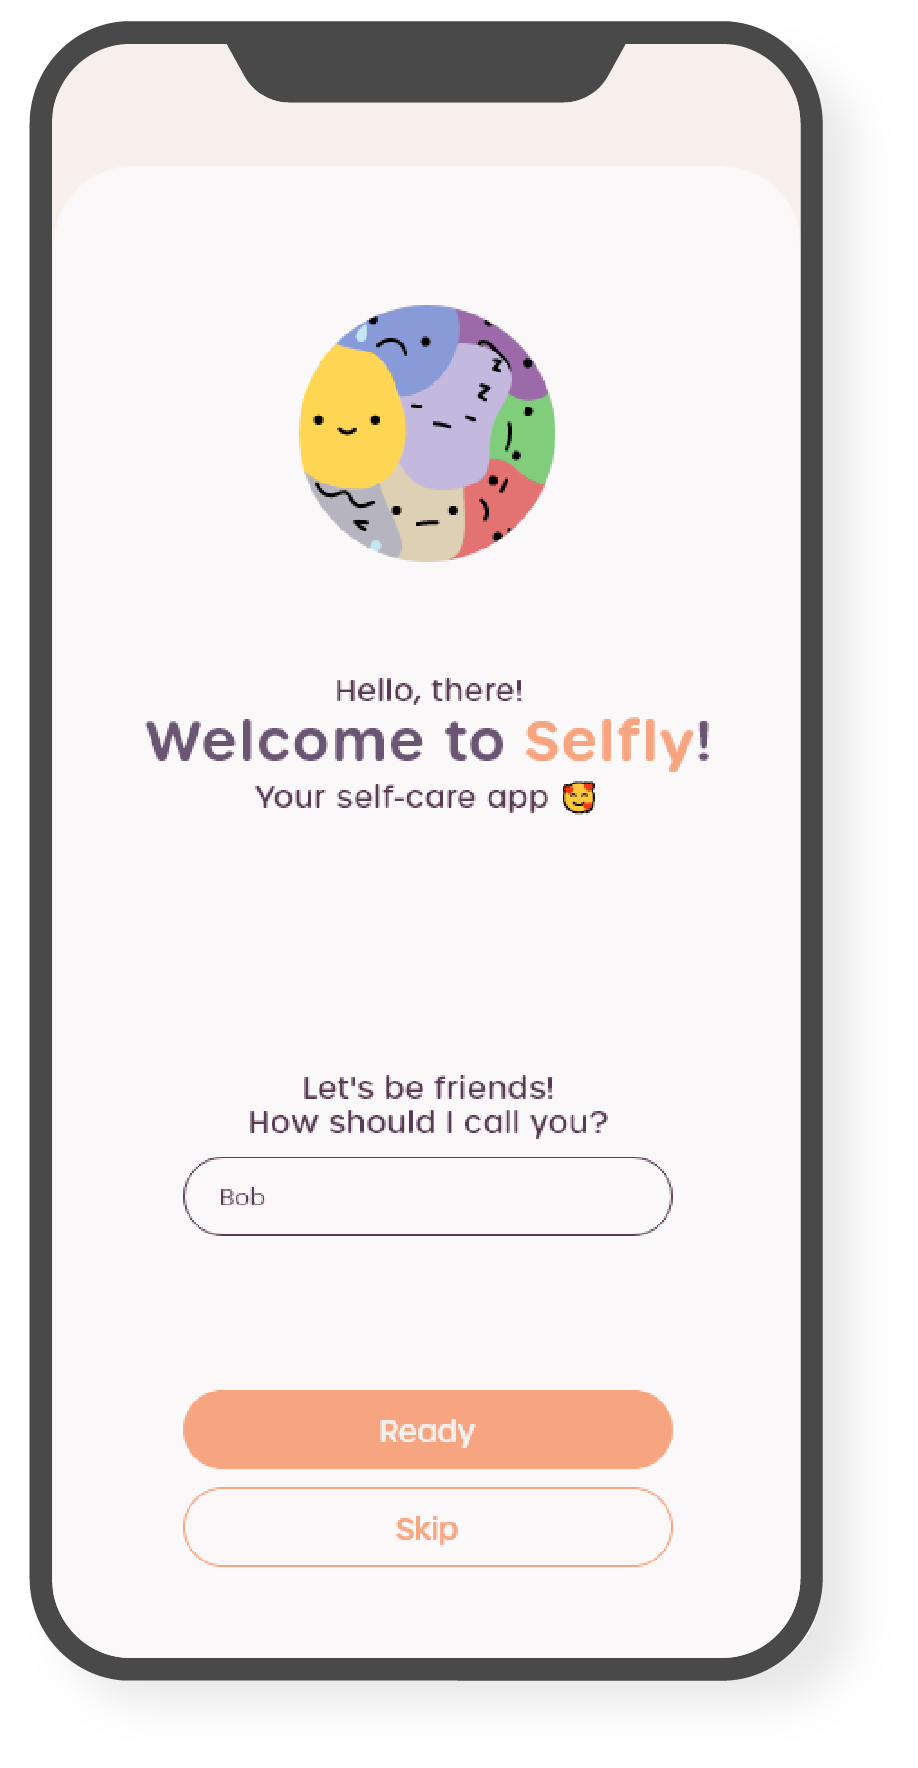 z
z
Hello, there!
Welcome to Selfly!
Your self-care app 🥰
Let's be friends!
How should I call you?
Bob
Ready
Skip